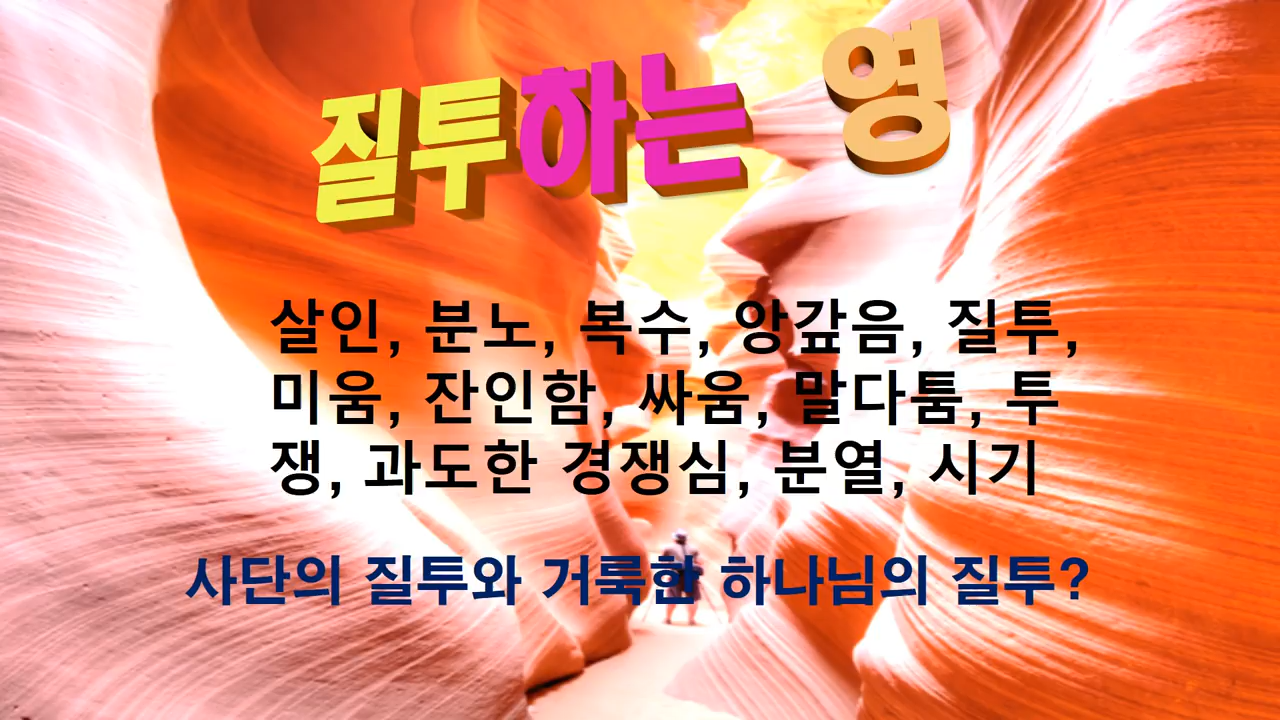 질투하는 영
살인, 분노, 복수, 앙갚음, 질투,
미움, 잔인함, 싸움, 말다툼, 투
쟁, 과도한 경쟁심, 분열, 시기
사단의 질투와 거룩한 하나님의 질투?